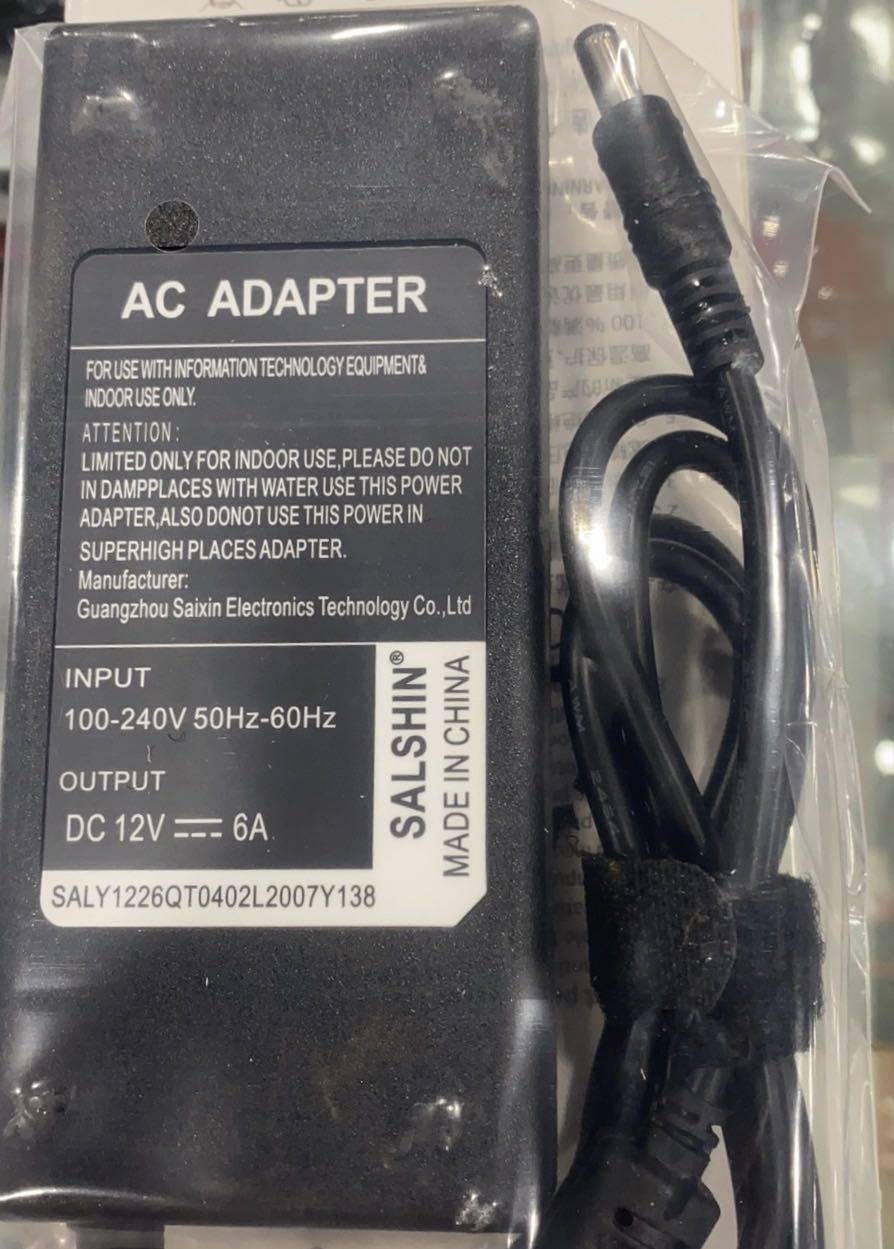 AC ADAPTER
FOR USE WITH INFORMATION TECHNOLOGY EQUIPMENT&
INDOOR USE ONLY.
ATTENTION:
LIMITED ONLY FOR INDOOR USE,PLEASE DO NOT
IN DAMPPLACES WITH WATER USE THIS POWER
ADAPTER,ALSO DONOT USE THIS POWER IN
SUPERHIGH PLACES ADAPTER.
Manufacturer:
Guangzhou Saixin Electronics Technology Co.,Ltd
INPUT
100-240V 50Hz-60Hz
OUTPUT
DC 12V ⎓ 6A
SALSHIN®
MADE IN CHINA
SALY1226QT0402L2007Y138